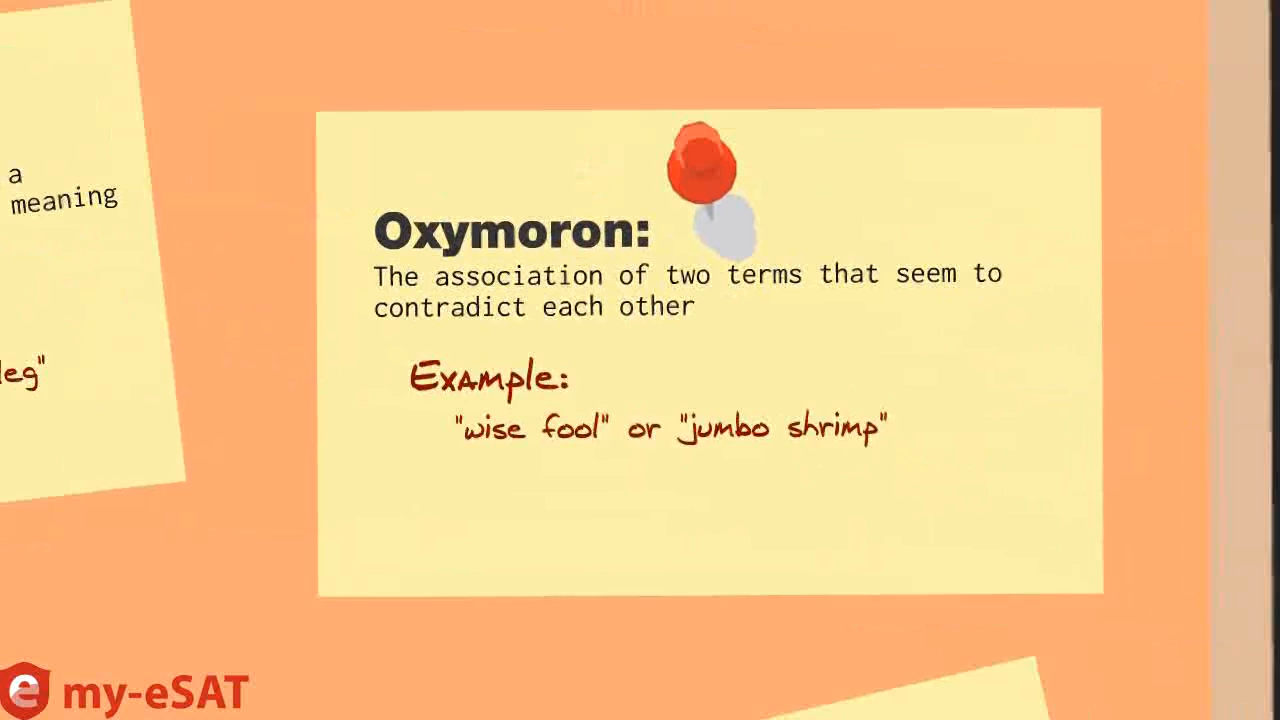 a
meaning
leg"
Oxymoron:
The association of two terms that seem to
contradict each other
Example:
"wise fool" or "jumbo shrimp"
my-eSAT